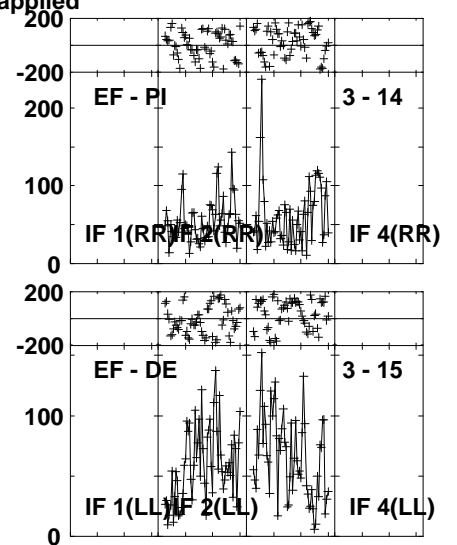 applied
200
-200
EF - PI 3 - 14
200
100
IF 1(RR) IF 2(RR) IF 4(RR)
0
200
-200
EF - DE 3 - 15
100
IF 1(LL) IF 2(LL) IF 4(LL)
0